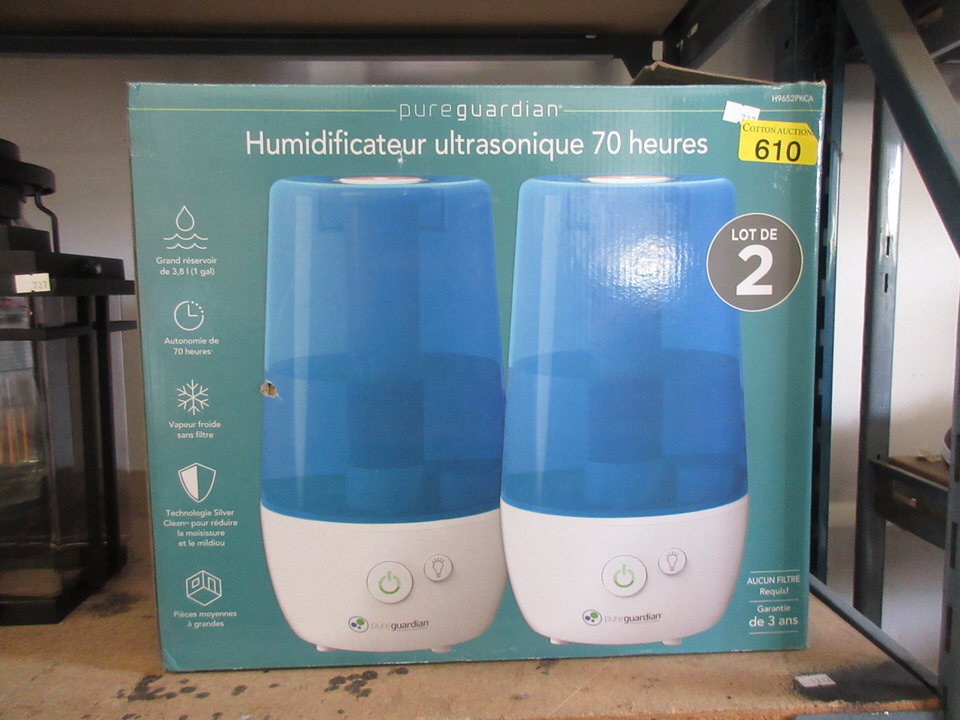 pureguardian®
H9652PKCA
Humidificateur ultrasonique 70 heures
COTTON AUCTION
610
LOT DE
2
Grand réservoir
de 3,8 l (1 gal)
Autonomie de
70 heures
Vapeur froide
sans filtre
Technologie Silver
Clean pour réduire
la moisissure
et le mildiou
Pièces moyennes
à grandes
AUCUN FILTRE
Requis!
Garantie
de 3 ans
pureguardian
pureguardian